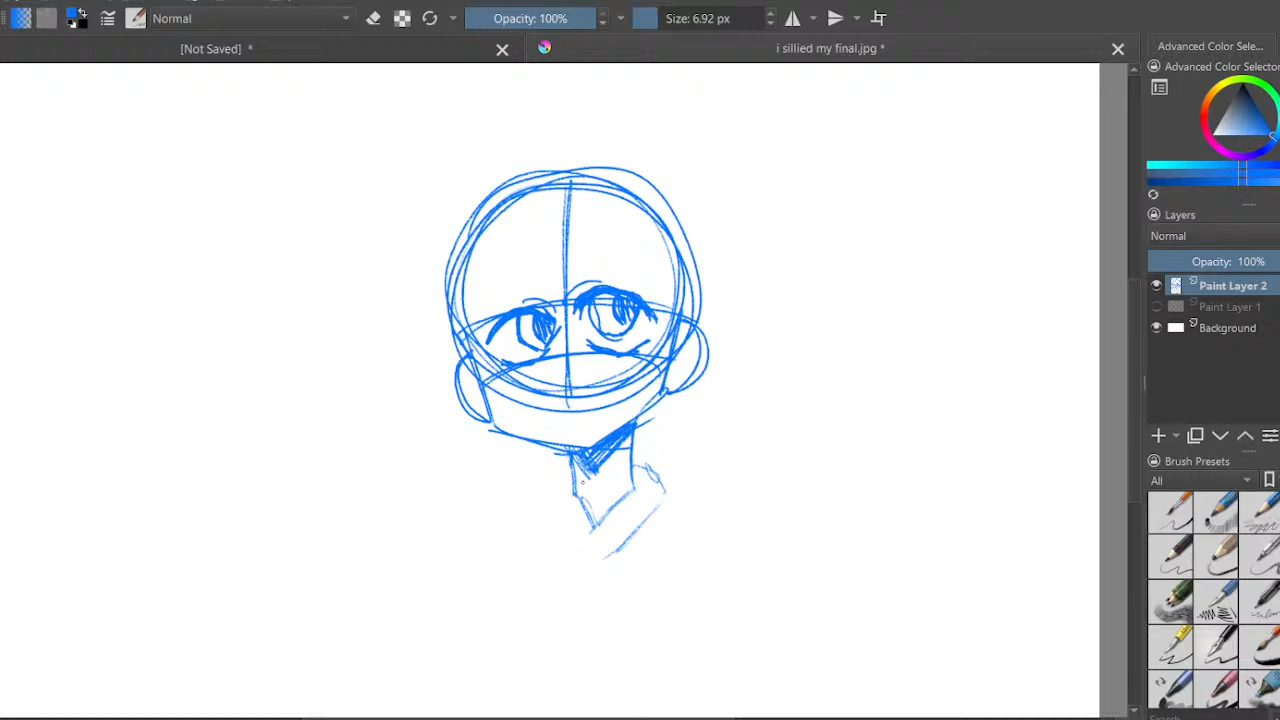 Normal
Opacity: 100%
Size: 6.92 px
[Not Saved] *
i sillied my final.jpg *
Advanced Color Sele...
Advanced Color Selector
Layers
Normal
Opacity: 100%
Paint Layer 2
Paint Layer 1
Background
Brush Presets
All